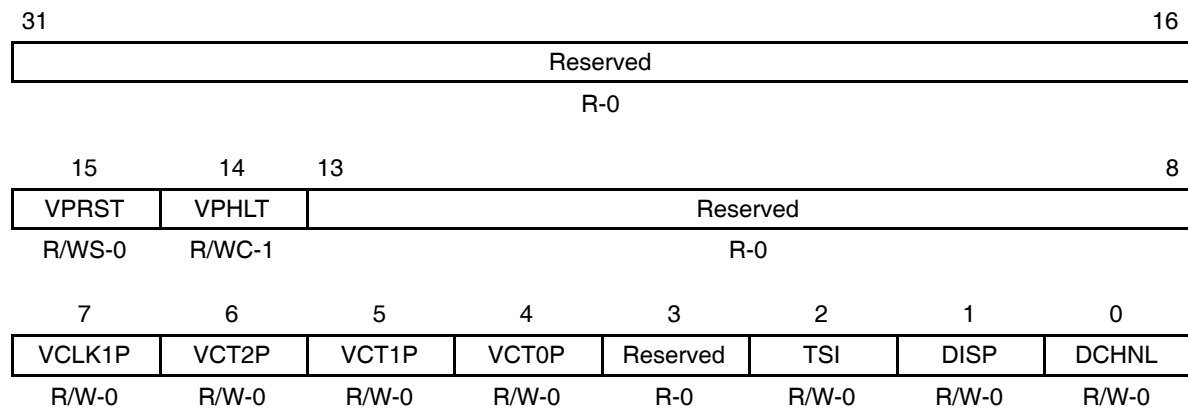 31 16
Reserved
R-0
15 14 13 8
VPRST VPHLT Reserved
R/WS-0 R/WC-1 R-0
7 6 5 4 3 2 1 0
VCLK1P VCT2P VCT1P VCT0P Reserved TSI DISP DCHNL
R/W-0 R/W-0 R/W-0 R/W-0 R-0 R/W-0 R/W-0 R/W-0